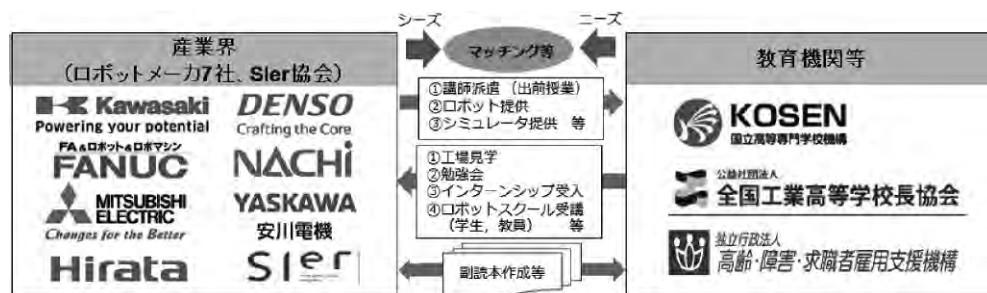 シーズ
ニーズ
マッチング等
産業界
(ロボットメーカ7社、SIer協会)
Kawasaki
Powering your potential
DENSO
Crafting the Core
FA&ロボット&ロボマシン
FANUC
NACHi
MITSUBISHI
ELECTRIC
Changes for the Better
YASKAWA
安川電機
Hirata
SIer
①講師派遣（出前授業）
②ロボット提供
③シミュレータ提供 等
①工場見学
②勉強会
③インターンシップ受入
④ロボットスクール受講
(学生, 教員) 等
副読本作成等
教育機関等
KOSEN
国立高等専門学校機構
公益社団法人
全国工業高等学校長協会
独立行政法人
高齢・障害・求職者雇用支援機構